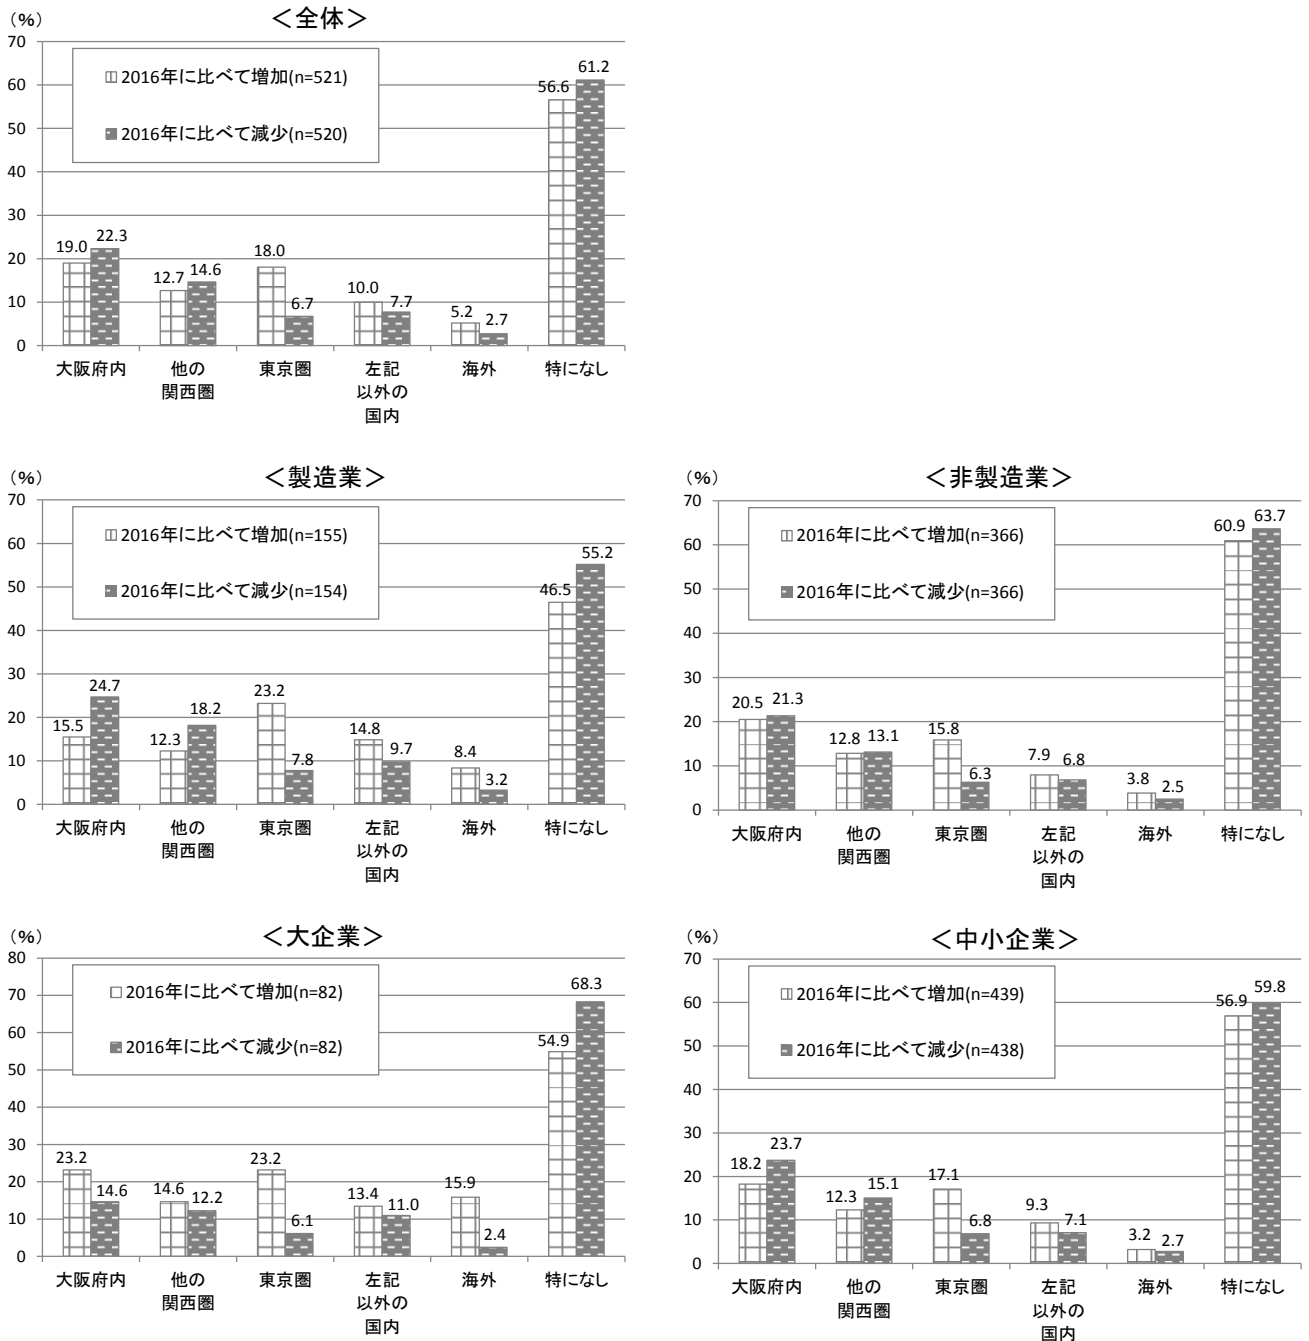 ＜全体＞
（%）
70
60
50
40
30
20
10
0
2016年に比べて増加(n=521)
2016年に比べて減少(n=520)
19.0
22.3
12.7
14.6
18.0
6.7
10.0
7.7
5.2
2.7
56.6
61.2
大阪府内
他の
関西圏
東京圏
左記
以外の
国内
海外
特になし
＜製造業＞
（%）
70
60
50
40
30
20
10
0
2016年に比べて増加(n=155)
2016年に比べて減少(n=154)
15.5
24.7
12.3
18.2
23.2
7.8
14.8
9.7
8.4
3.2
46.5
55.2
大阪府内
他の
関西圏
東京圏
左記
以外の
国内
海外
特になし
＜非製造業＞
（%）
70
60
50
40
30
20
10
0
2016年に比べて増加(n=366)
2016年に比べて減少(n=366)
20.5
21.3
12.8
13.1
15.8
6.3
7.9
6.8
3.8
2.5
60.9
63.7
大阪府内
他の
関西圏
東京圏
左記
以外の
国内
海外
特になし
＜大企業＞
（%）
80
70
60
50
40
30
20
10
0
2016年に比べて増加(n=82)
2016年に比べて減少(n=82)
23.2
14.6
14.6
12.2
23.2
6.1
13.4
11.0
15.9
2.4
54.9
68.3
大阪府内
他の
関西圏
東京圏
左記
以外の
国内
海外
特になし
＜中小企業＞
（%）
70
60
50
40
30
20
10
0
2016年に比べて増加(n=439)
2016年に比べて減少(n=438)
18.2
23.7
12.3
15.1
17.1
6.8
9.3
7.1
3.2
2.7
56.9
59.8
大阪府内
他の
関西圏
東京圏
左記
以外の
国内
海外
特になし